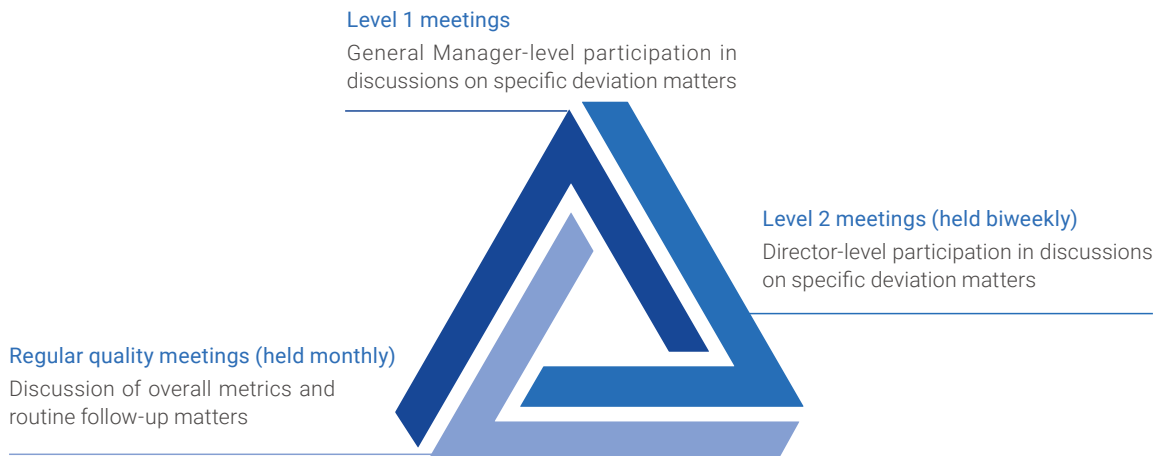 Level 1 meetings
General Manager-level participation in
discussions on specific deviation matters
Level 2 meetings (held biweekly)
Director-level participation in discussions
on specific deviation matters
Regular quality meetings (held monthly)
Discussion of overall metrics and
routine follow-up matters